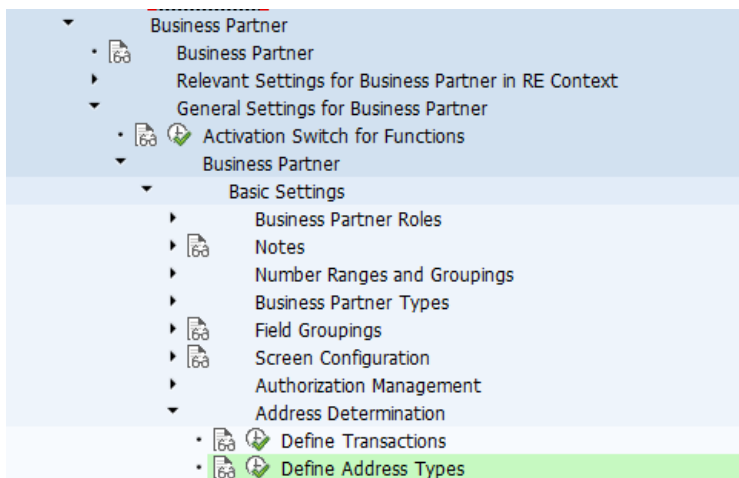 Business Partner
Business Partner
Relevant Settings for Business Partner in RE Context
General Settings for Business Partner
Activation Switch for Functions
Business Partner
Basic Settings
Business Partner Roles
Notes
Number Ranges and Groupings
Business Partner Types
Field Groupings
Screen Configuration
Authorization Management
Address Determination
Define Transactions
Define Address Types